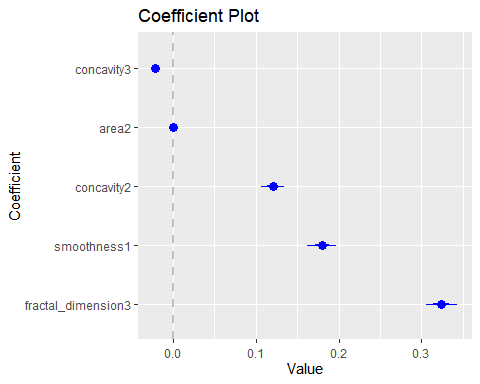 Coefficient Plot
Coefficient
concavity3
area2
concavity2
smoothness1
fractal_dimension3
0.0 0.1 0.2 0.3
Value